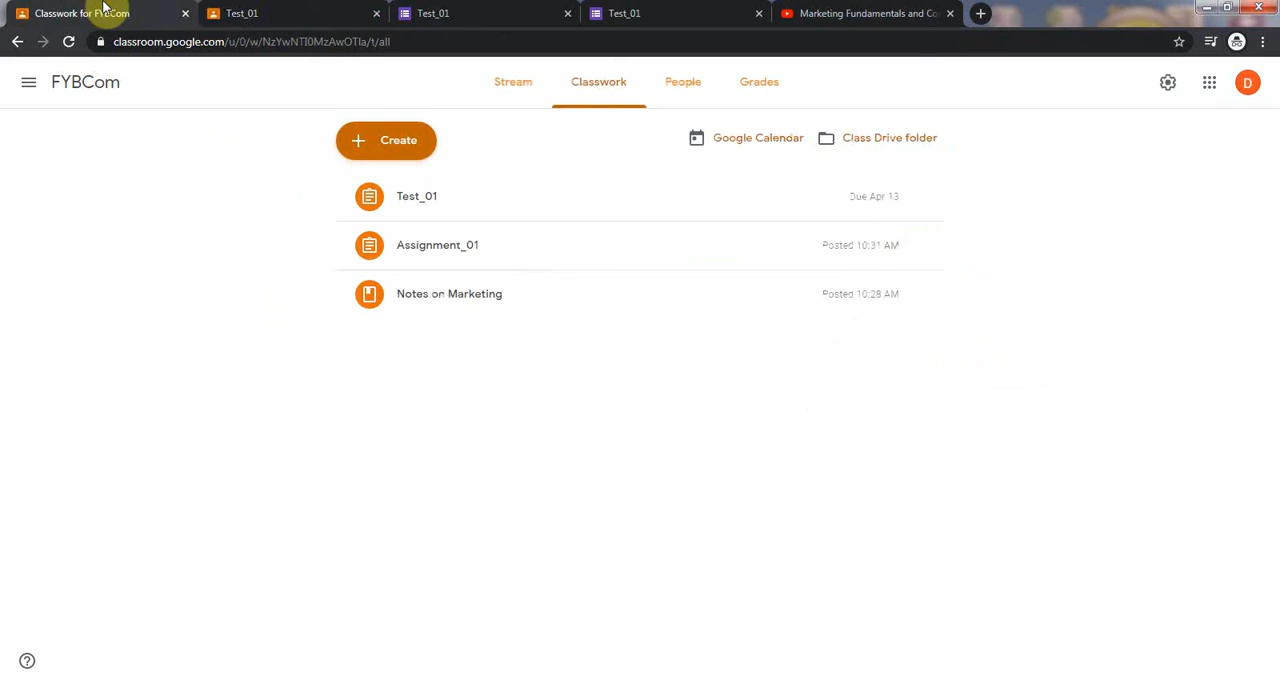 Classwork for FYBCom
Test_01
Test_01
Test_01
Marketing Fundamentals and Co
classroom.google.com/u/0/w/NzYwNTI0MzAwOTIa/t/all
FYBCom
Stream
Classwork
People
Grades
D
Create
Google Calendar
Class Drive folder
Test_01
Due Apr 13
Assignment_01
Posted 10:31 AM
Notes on Marketing
Posted 10:28 AM